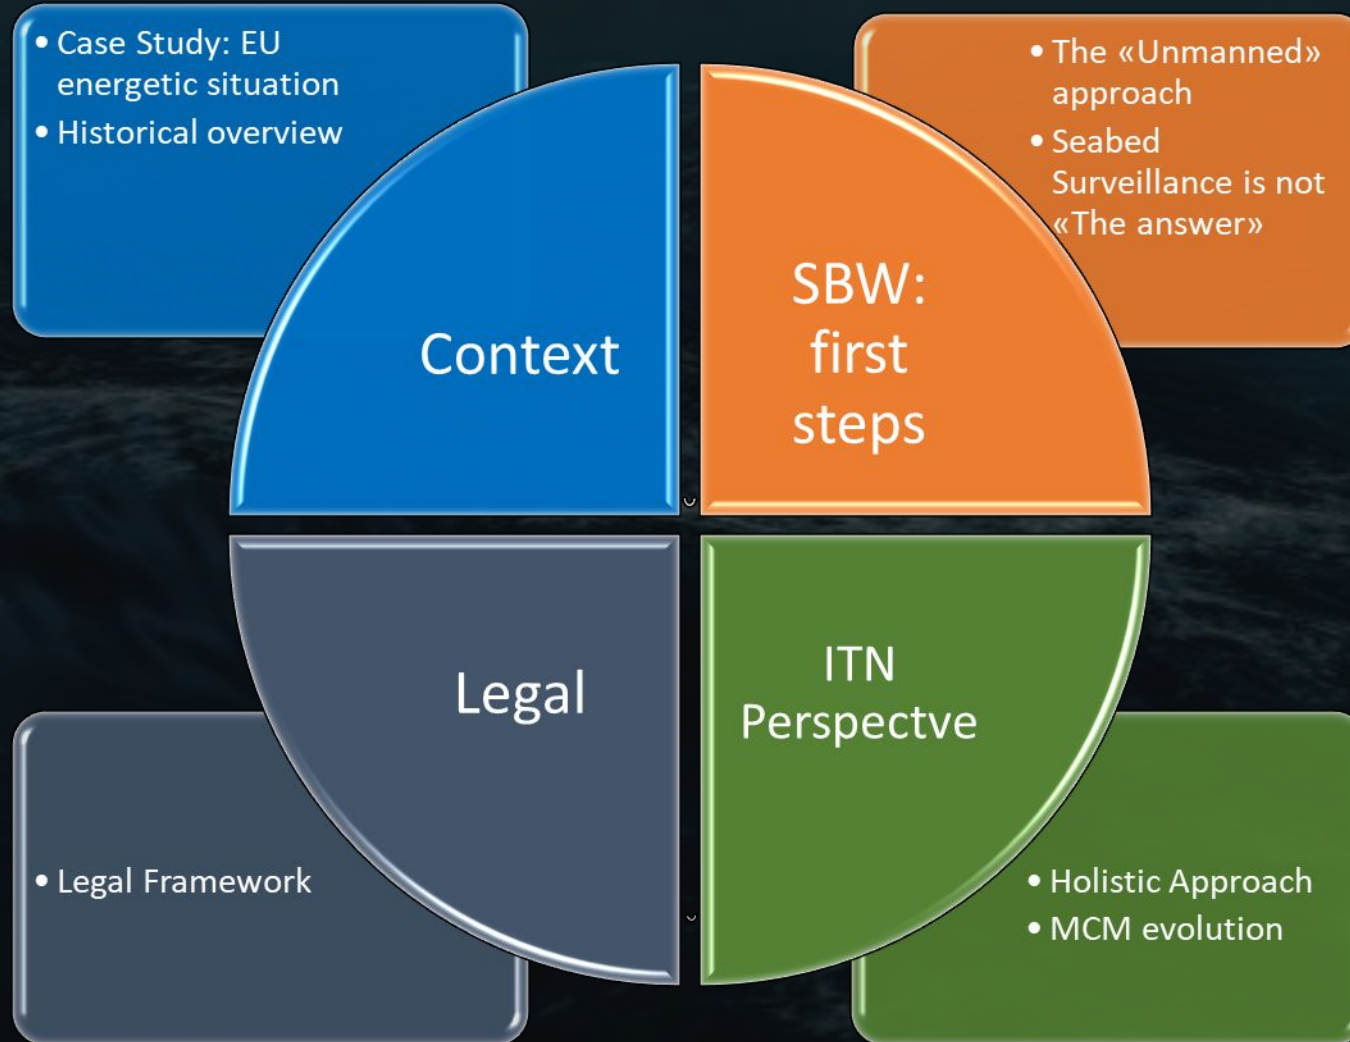 • Case Study: EU
energetic situation
• Historical overview
Context
• The «Unmanned»
approach
• Seabed
Surveillance is not
«The answer»
SBW:
first
steps
Legal
• Legal Framework
ITN
Perspectve
• Holistic Approach
• MCM evolution